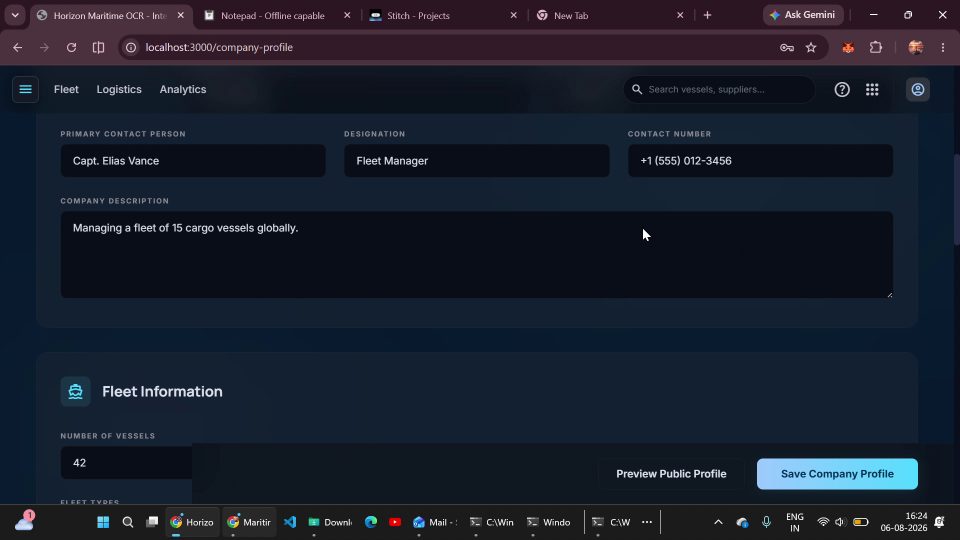 Horizon Maritime OCR - Inte
Notepad - Offline capable
Stitch - Projects
New Tab
Ask Gemini
localhost:3000/company-profile
Fleet
Logistics
Analytics
Search vessels, suppliers...
PRIMARY CONTACT PERSON
DESIGNATION
CONTACT NUMBER
Capt. Elias Vance
Fleet Manager
+1 (555) 012-3456
COMPANY DESCRIPTION
Managing a fleet of 15 cargo vessels globally.
Fleet Information
NUMBER OF VESSELS
42
Preview Public Profile
Save Company Profile
FLEET TYPES
1
Horizo
Maritir
Downl
Mail -
C:\Win
Windo
C:\W
ENG
IN
16:24
06-08-2026